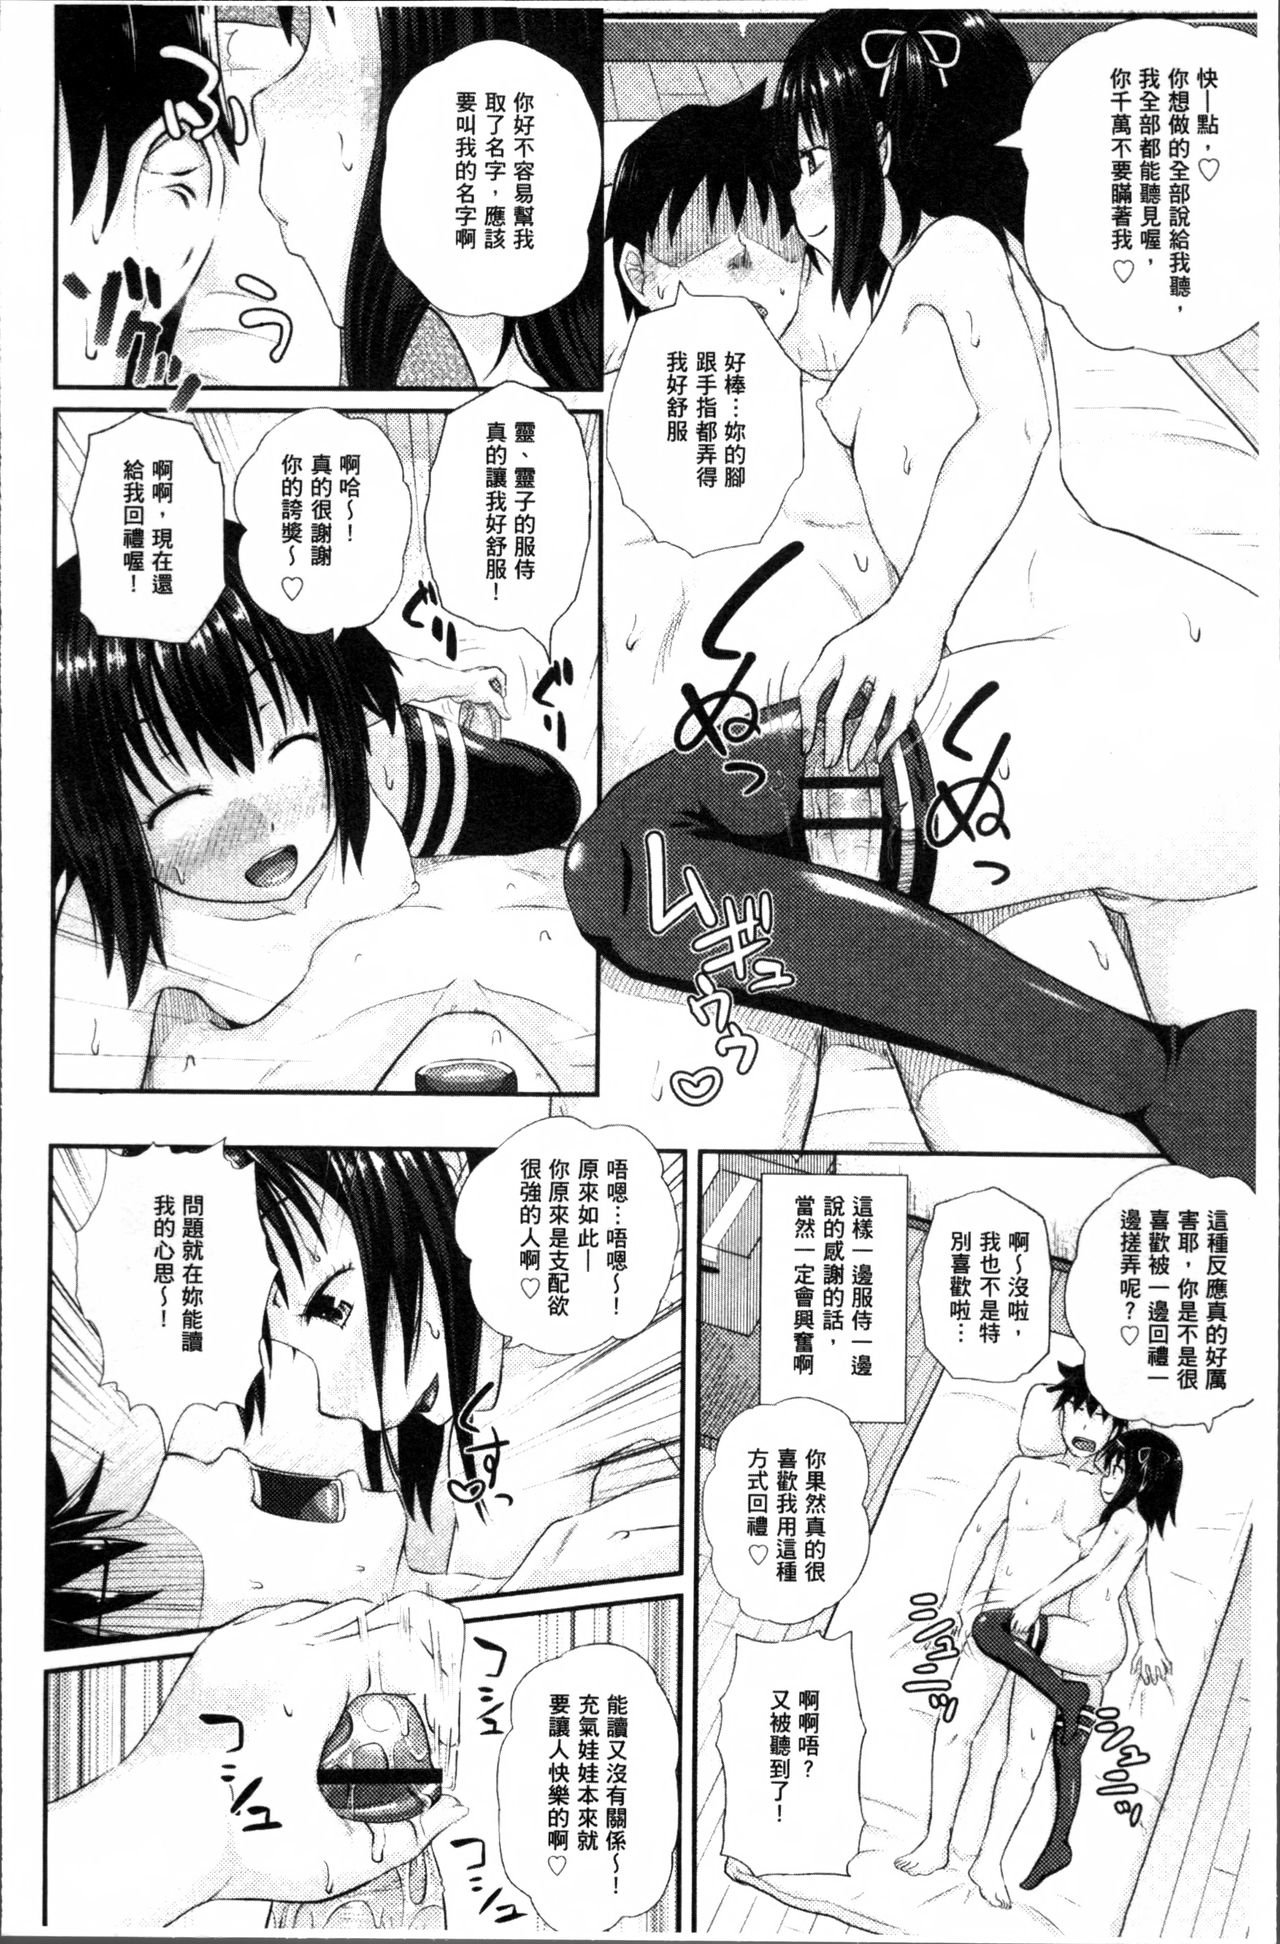 快—點，♡
你想做的全部說給我聽，
我全部都能聽見喔，
你千萬不要瞞著我♡
好棒…妳的腳
跟手指都弄得
我好舒服
ぬっ
ぬっ
ムギュゥゥ
你好不容易幫我
取了名字，應該
要叫我的名字啊
ふぅ
靈、靈子的服侍
真的讓我好舒服！
啊哈～！
真的很謝謝
你的誇獎～♡
啊啊，現在還
給我回禮喔！
這種反應真的好厲
害耶，你是不是很
喜歡被一邊回禮一
邊搓弄呢？♡
啊～沒啦，
我也不是特
別喜歡啦…
這樣一邊服侍一邊
說的感謝的話，
當然一定會興奮啊
你果然真的很
喜歡我用這種
方式回禮♡
啊啊唔？
又被聽到了！
唔嗯…唔嗯～！
原來如此—
你原來是支配欲
很強的人啊♡
くすっ
問題就在妳能讀
我的心思～！
能讀又沒有關係～！
充氣娃娃本來就
要讓人快樂的啊♡
コシュ
コシュ